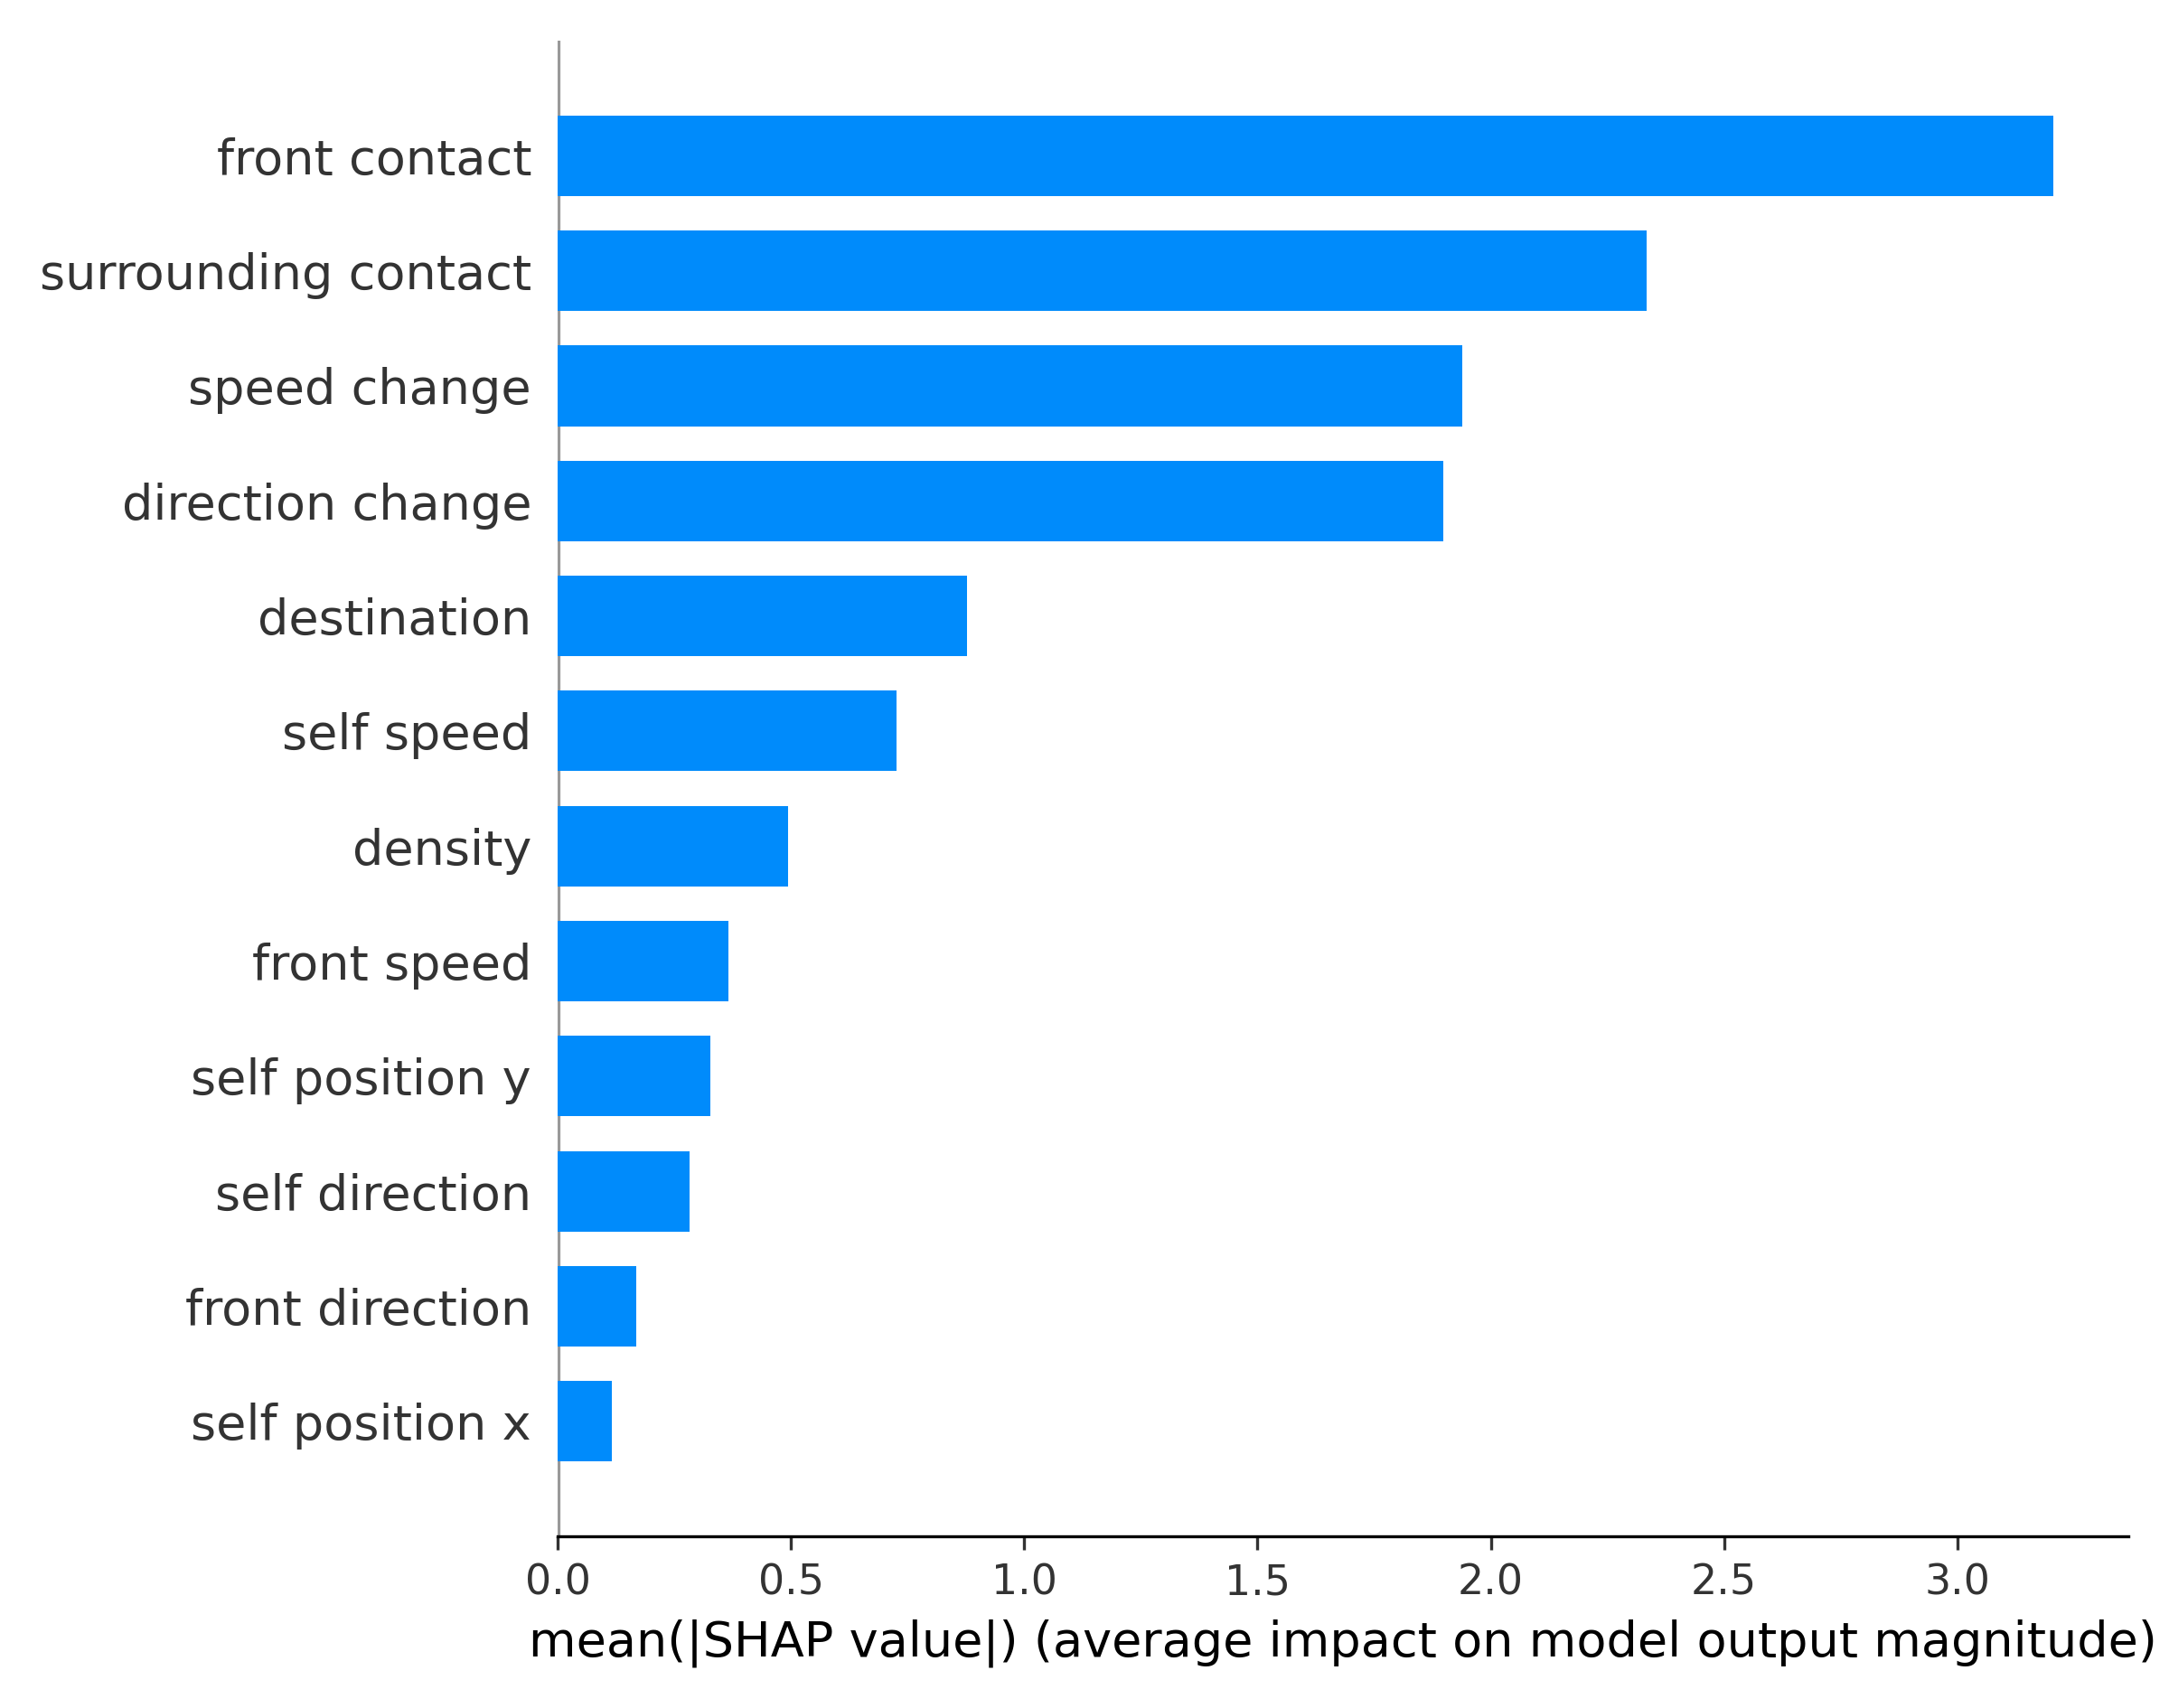 front contact
surrounding contact
speed change
direction change
destination
self speed
density
front speed
self position y
self direction
front direction
self position x
0.0 0.5 1.0 1.5 2.0 2.5 3.0
mean(|SHAP value|) (average impact on model output magnitude)